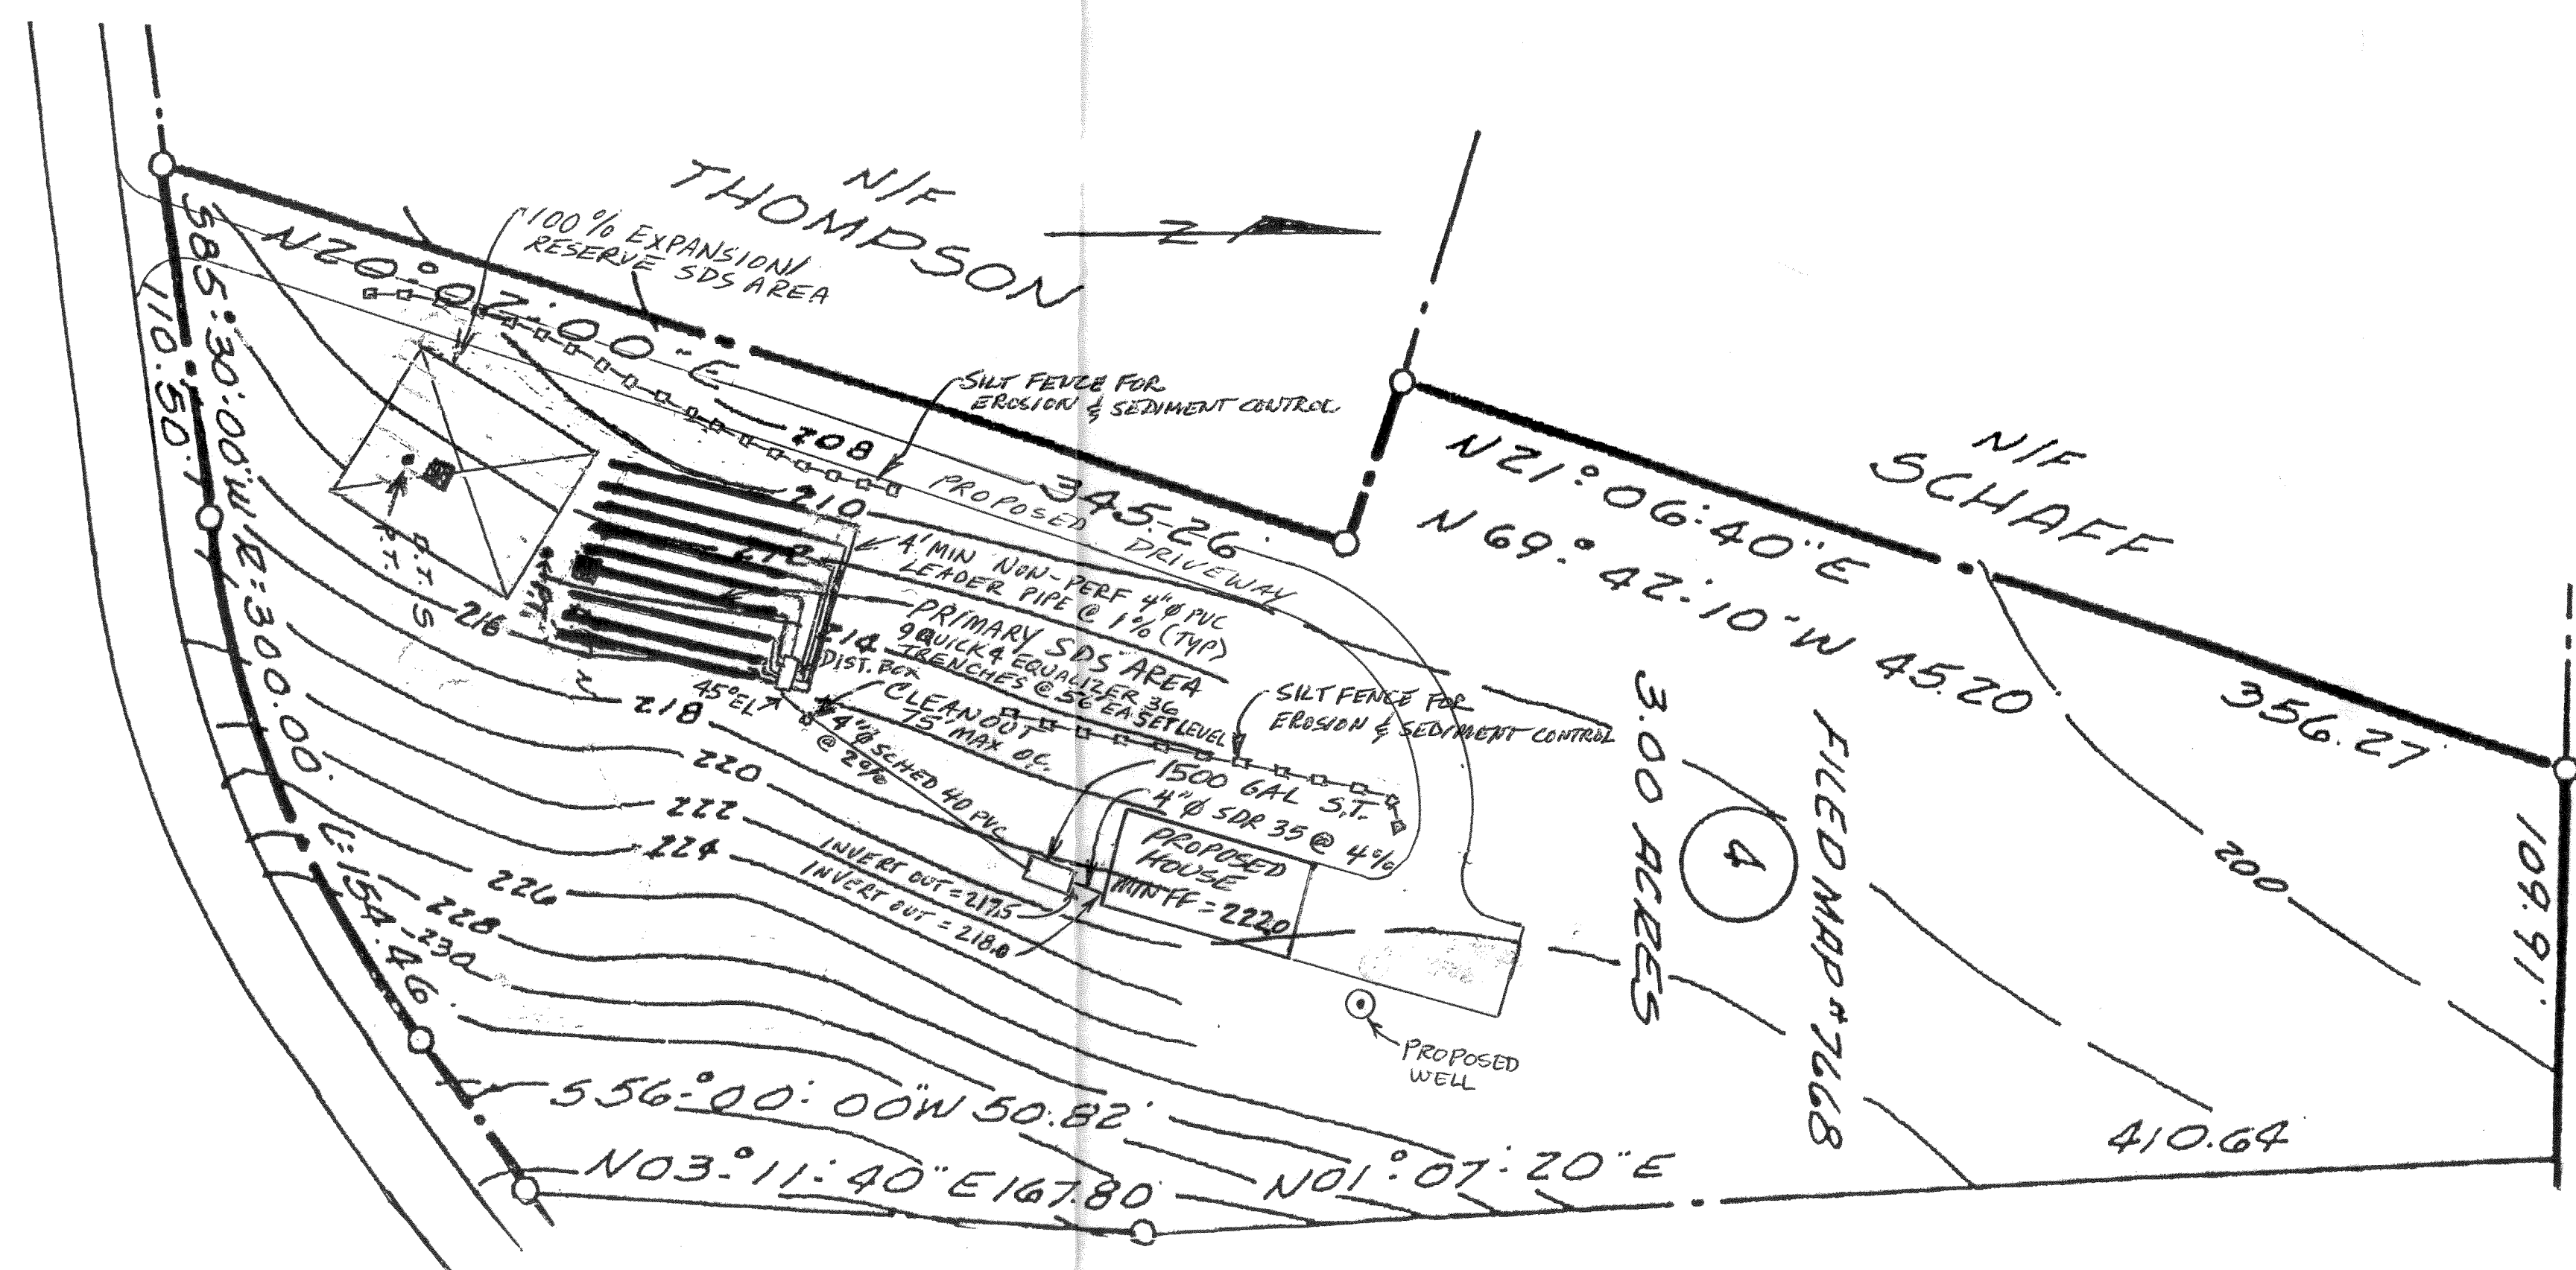 N/F
THOMPSON
N
100% EXPANSION/
RESERVE SDS AREA
N20°02'00"E
345.26'
S85°30'00"W
110.50'
SILT FENCE FOR
EROSION & SEDIMENT CONTROL
208
210
PROPOSED
DRIVEWAY
212
4' MIN NON-PERF 4"Ø PVC
LEADER PIPE @ 1% (TYP)
PRIMARY SDS AREA
9 QUICK4 EQUALIZER 36
TRENCHES @ 56' EA. SET LEVEL
214
DIST. BOX
45° EL
CLEANOUT
75' MAX OC.
4"Ø SCHED 40 PVC
@ 2%
P.T.
D.T. 5
216
218
220
222
224
226
228
230
R=300.00'
L=154.46'
SILT FENCE FOR
EROSION & SEDIMENT CONTROL
1500 GAL S.T.
4"Ø SDR 35 @ 4%
PROPOSED
HOUSE
MIN FF = 222.0
INVERT OUT = 217.5
INVERT OUT = 218.0
PROPOSED
WELL
N/F
SCHAFF
N21°06'40"E
356.27'
N69°42'10"W 45.20
3.00 ACRES
4
FILED MAP #7668
200
109.91'
410.64
S56°00'00"W 50.82'
N03°11'40"E 167.80'
N01°07'20"E